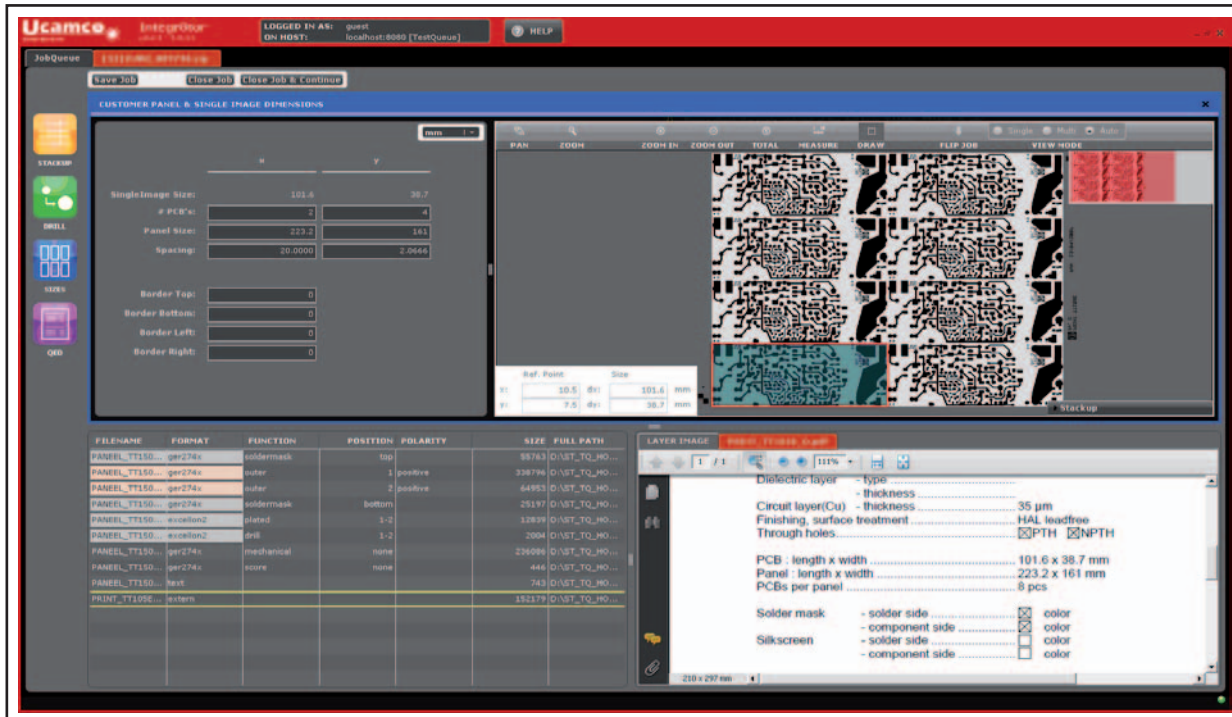 Ucamco Integr8tor LOGGED IN AS: guest
ON HOST: localhost:8080 [TestQueue] HELP
JobQueue
Save Job Close Job Close Job & Continue
CUSTOMER PANEL & SINGLE IMAGE DIMENSIONS
STACKUP
DRILL
SIZES
QED
mm
x y
SingleImage Size: 101.6 38.7
# PCB's: 2 4
Panel Size: 223.2 161
Spacing: 20.0000 2.0666
Border Top: 0
Border Bottom: 0
Border Left: 0
Border Right: 0
Single Multi Auto
PAN ZOOM ZOOM IN ZOOM OUT TOTAL MEASURE DRAW FLIP JOB VIEW MODE
Ref. Point Size
x: 10.5 dx: 101.6 mm
y: 7.5 dy: 38.7 mm
Stackup
FILENAME FORMAT FUNCTION POSITION POLARITY SIZE FULL PATH
PANEEL_TT150... ger274x soldermask top 55763 D:\ST_TQ_HO...
PANEEL_TT150... ger274x outer 1 positive 338796 D:\ST_TQ_HO...
PANEEL_TT150... ger274x outer 2 positive 64953 D:\ST_TQ_HO...
PANEEL_TT150... ger274x soldermask bottom 25197 D:\ST_TQ_HO...
PANEEL_TT150... excellon2 plated 1-2 12839 D:\ST_TQ_HO...
PANEEL_TT150... excellon2 drill 1-2 2004 D:\ST_TQ_HO...
PANEEL_TT150... ger274x mechanical none 236086 D:\ST_TQ_HO...
PANEEL_TT150... ger274x score none 446 D:\ST_TQ_HO...
PANEEL_TT150... text 743 D:\ST_TQ_HO...
PRINT_TT105E... extern 152179 D:\ST_TQ_HO...
LAYER IMAGE
1 / 1 111%
Dielectric layer - type
- thickness
Circuit layer(Cu) - thickness 35 µm
Finishing, surface treatment HAL leadfree
Through holes PTH NPTH
PCB : length x width 101.6 x 38.7 mm
Panel : length x width 223.2 x 161 mm
PCBs per panel 8 pcs
Solder mask - solder side color
- component side color
Silkscreen - solder side color
- component side color
210 x 297 mm